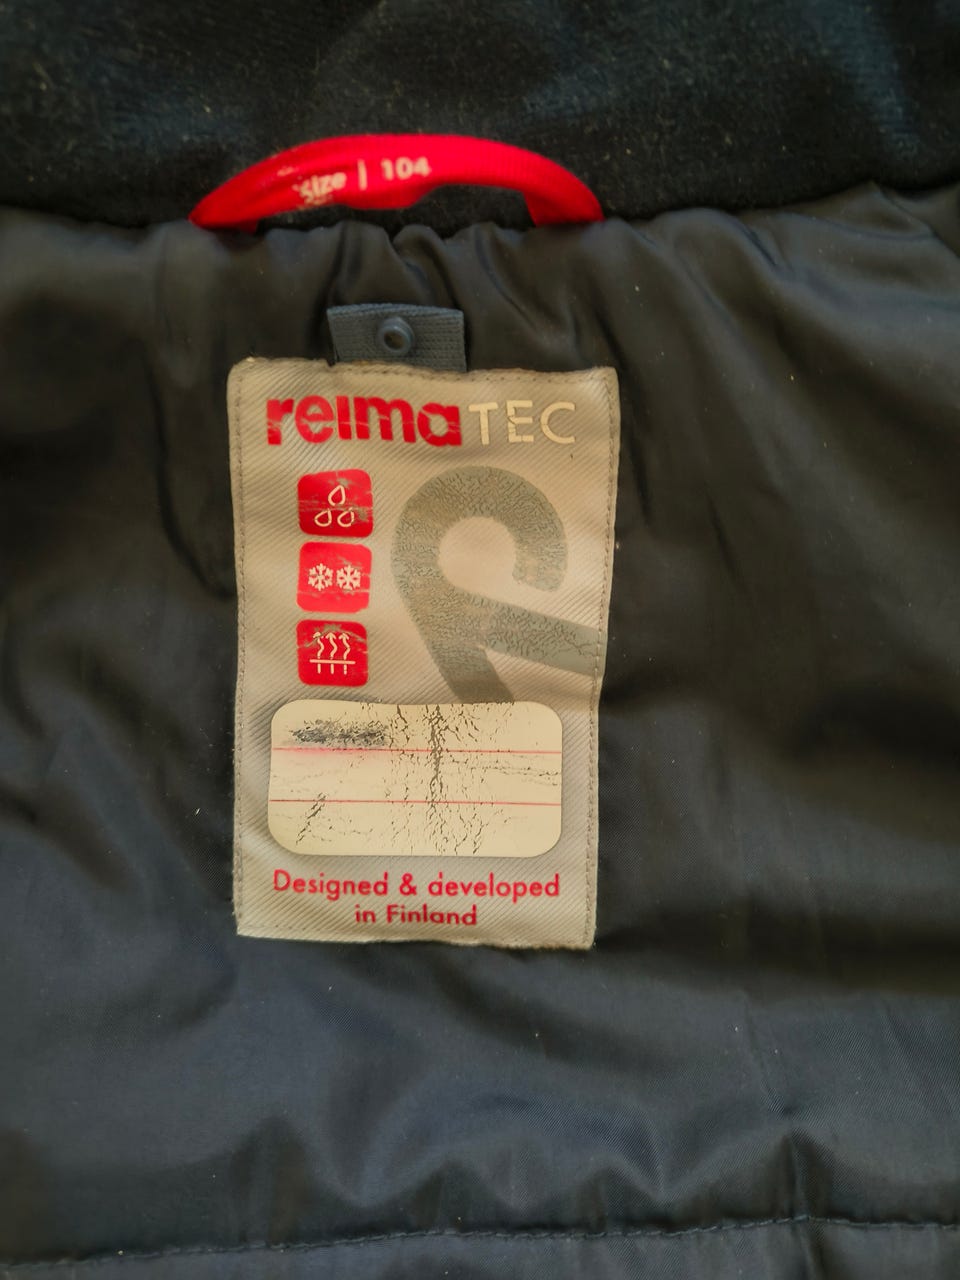 Size | 104
reima TEC
Designed & developed
in Finland